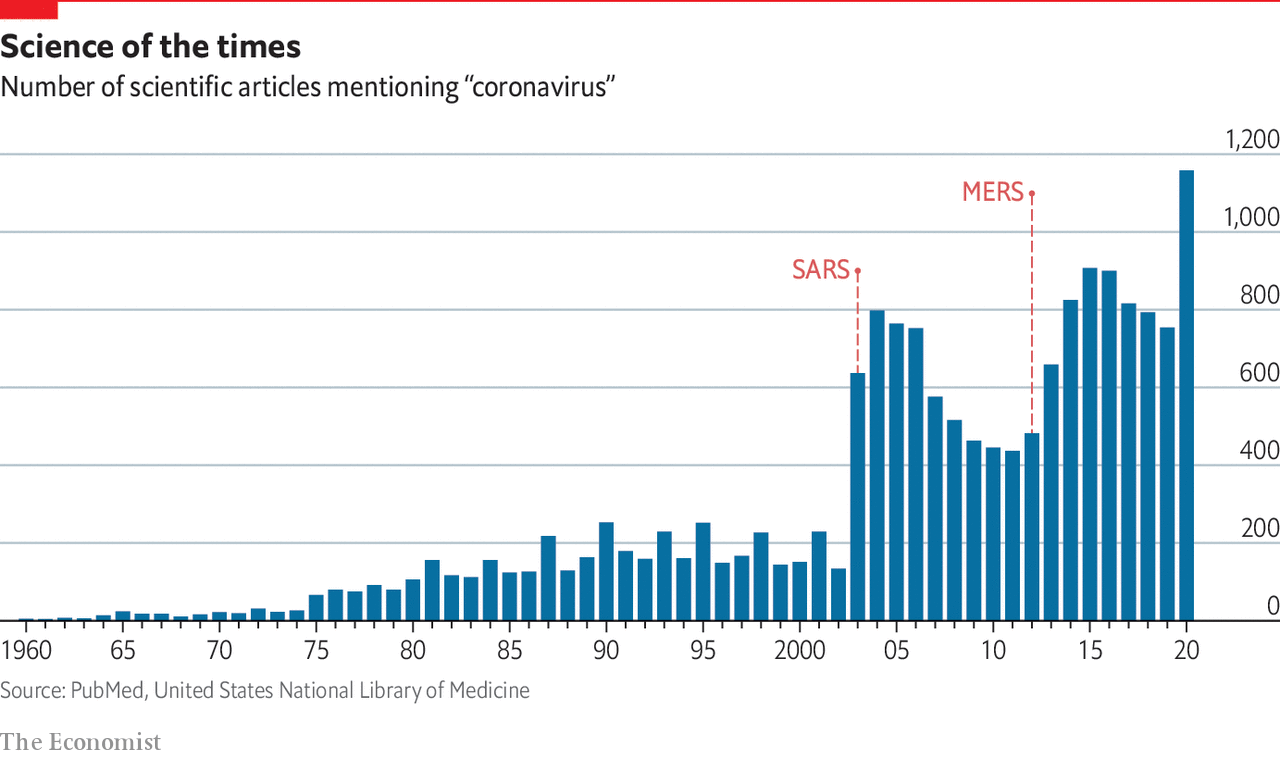 Science of the times
Number of scientific articles mentioning “coronavirus”
1,200
MERS
1,000
SARS
800
600
400
200
0
1960 65 70 75 80 85 90 95 2000 05 10 15 20
Source: PubMed, United States National Library of Medicine
The Economist